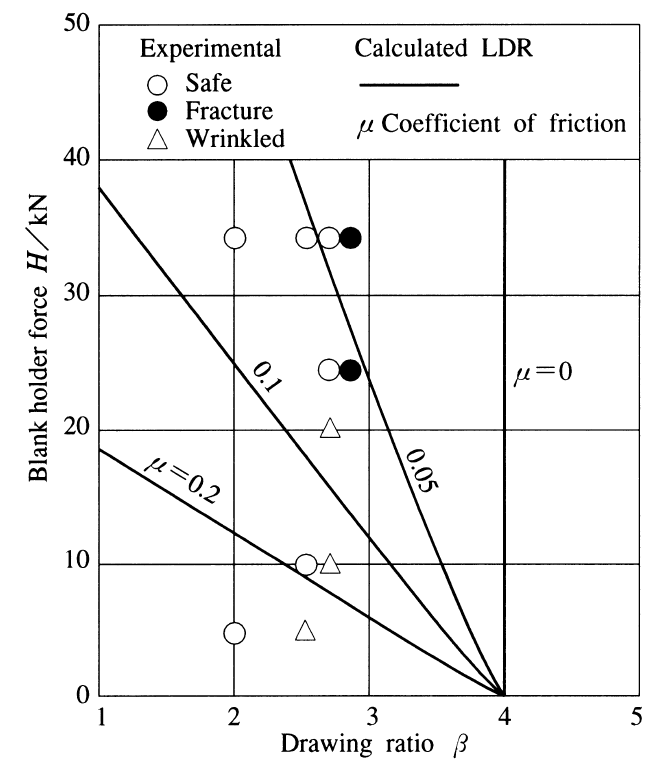 50
Experimental
Calculated LDR
Safe
Fracture
μ Coefficient of friction
Wrinkled
40
30
20
10
0
Blank holder force H/kN
0.1
μ=0
0.05
μ=0.2
1 2 3 4 5
Drawing ratio β